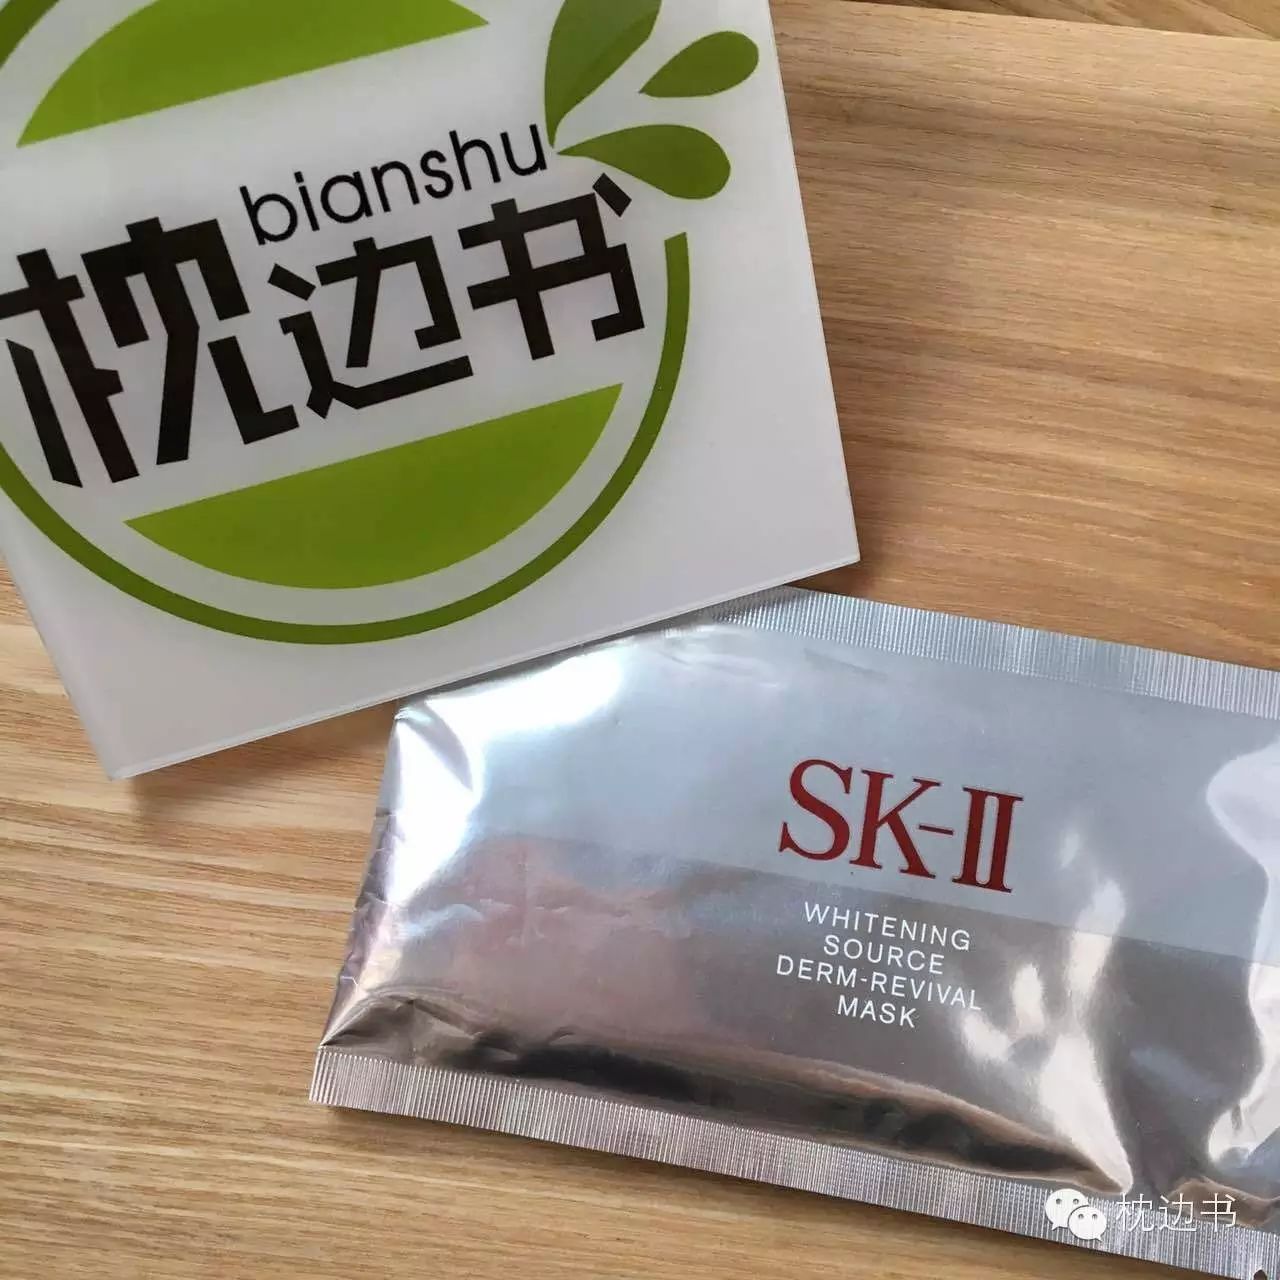 bianshu
枕边书
SK-II
WHITENING
SOURCE
DERM-REVIVAL
MASK
枕边书